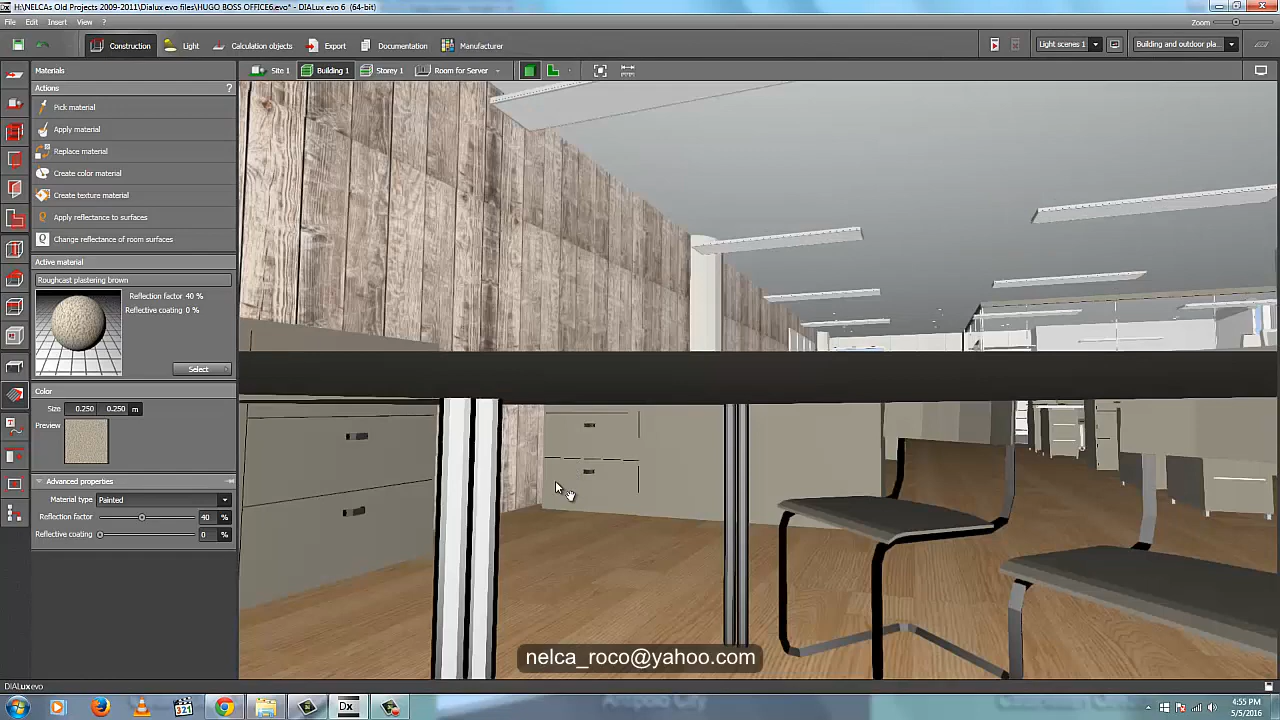 H:\NELCAs Old Projects 2009-2011\Dialux evo files\HUGO BOSS OFFICE6.evo* - DIALux evo 6 (64-bit)
File Edit Insert View ?
Zoom
Construction Light Calculation objects Export Documentation Manufacturer Light scenes 1 Building and outdoor pla...
Materials Site 1 Building 1 Storey 1 Room for Server
Actions ?
Pick material
Apply material
Replace material
Create color material
Create texture material
Apply reflectance to surfaces
Change reflectance of room surfaces
Active material
Roughcast plastering brown
Reflection factor 40 %
Reflective coating 0 %
Select
Color
Size 0.250 0.250 m
Preview
Advanced properties
Material type Painted
Reflection factor 40 %
Reflective coating 0 %
nelca_roco@yahoo.com
DIALux evo
321
Dx
4:55 PM
5/5/2016